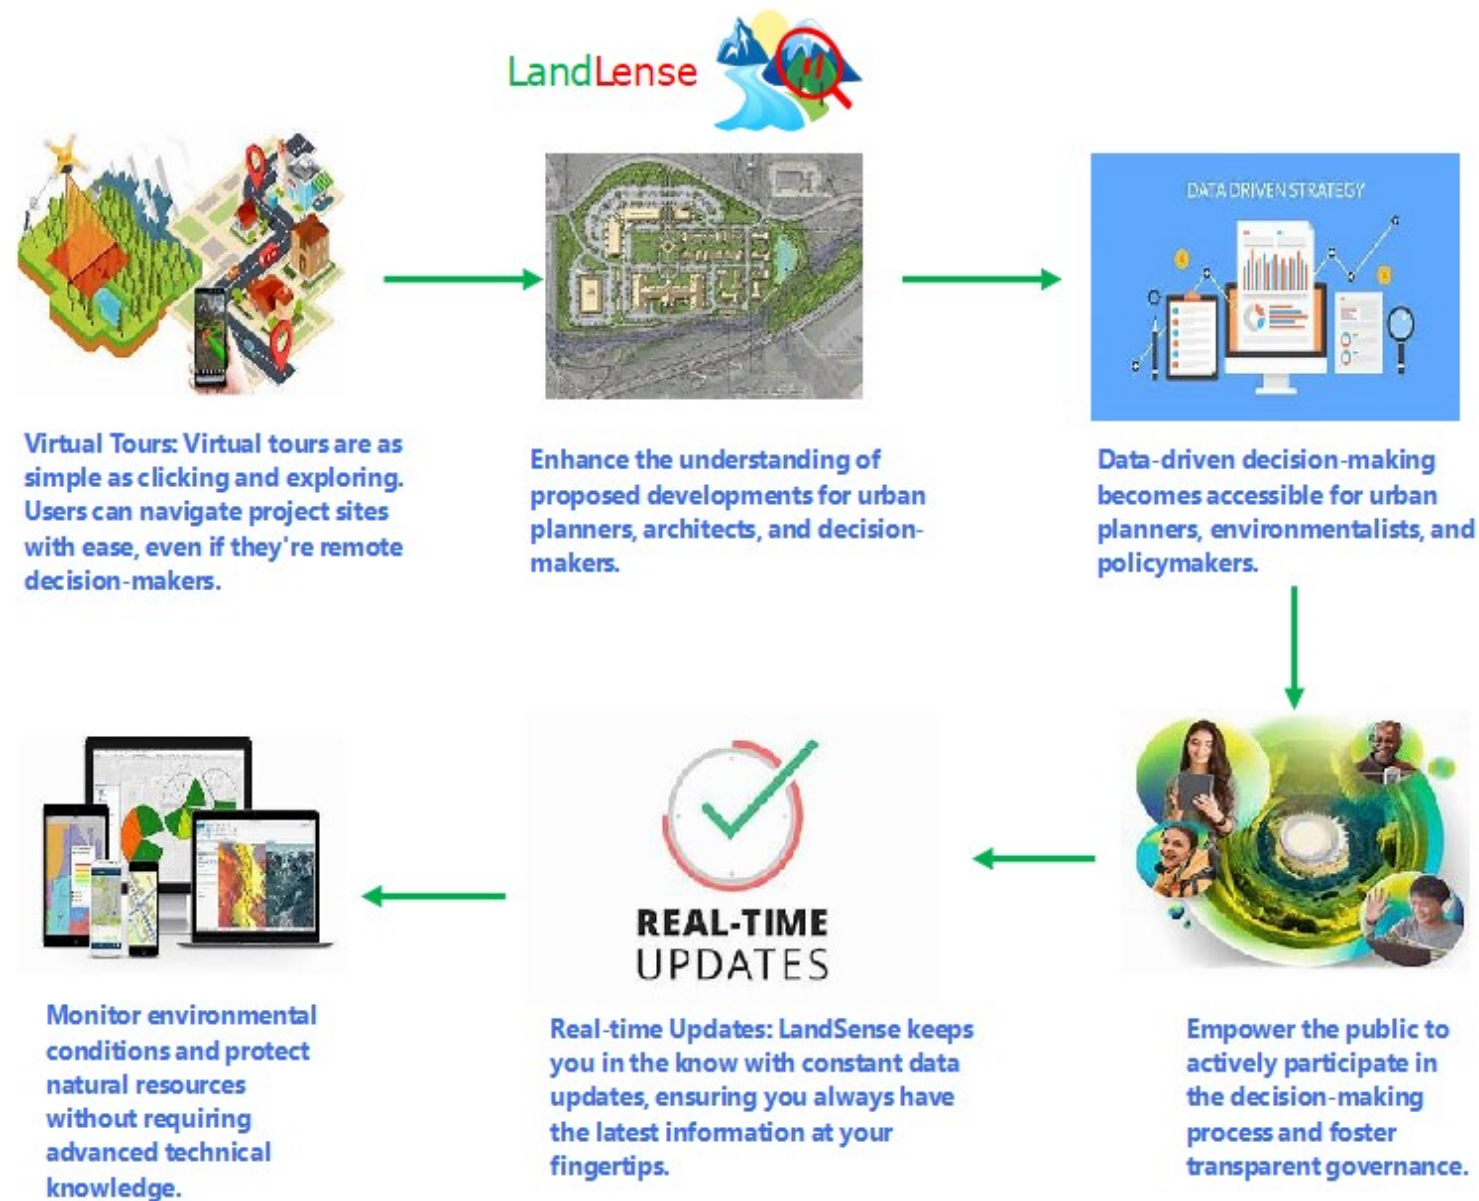 LandLense
DATA DRIVEN STRATEGY
Virtual Tours: Virtual tours are as
simple as clicking and exploring.
Users can navigate project sites
with ease, even if they're remote
decision-makers.
Enhance the understanding of
proposed developments for urban
planners, architects, and decision-
makers.
Data-driven decision-making
becomes accessible for urban
planners, environmentalists, and
policymakers.
REAL-TIME
UPDATES
Monitor environmental
conditions and protect
natural resources
without requiring
advanced technical
knowledge.
Real-time Updates: LandSense keeps
you in the know with constant data
updates, ensuring you always have
the latest information at your
fingertips.
Empower the public to
actively participate in
the decision-making
process and foster
transparent governance.